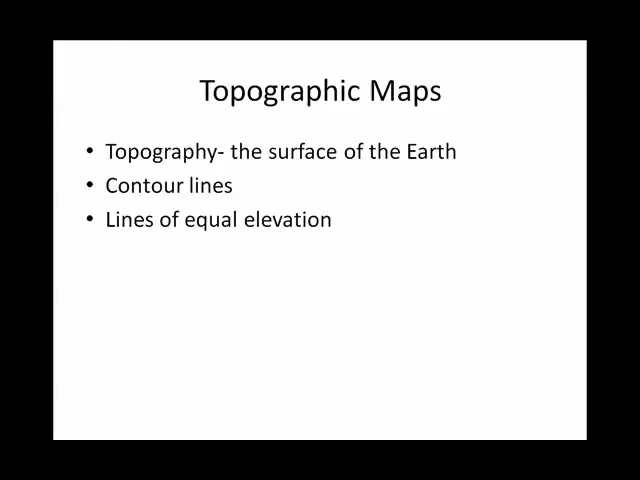 Topographic Maps
• Topography- the surface of the Earth
• Contour lines
• Lines of equal elevation